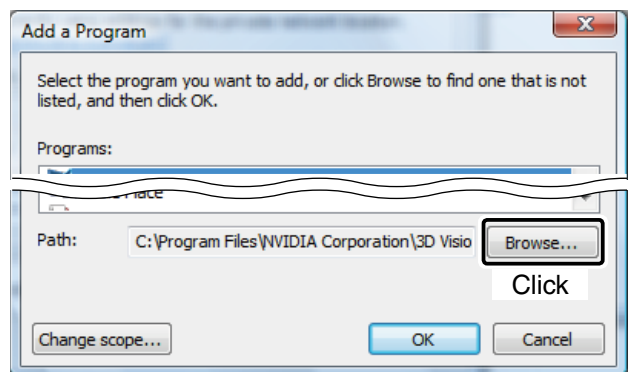 Add a Program
Select the program you want to add, or click Browse to find one that is not
listed, and then click OK.
Programs:
Path:
C:\Program Files\NVIDIA Corporation\3D Visio
Browse...
Click
Change scope...
OK
Cancel